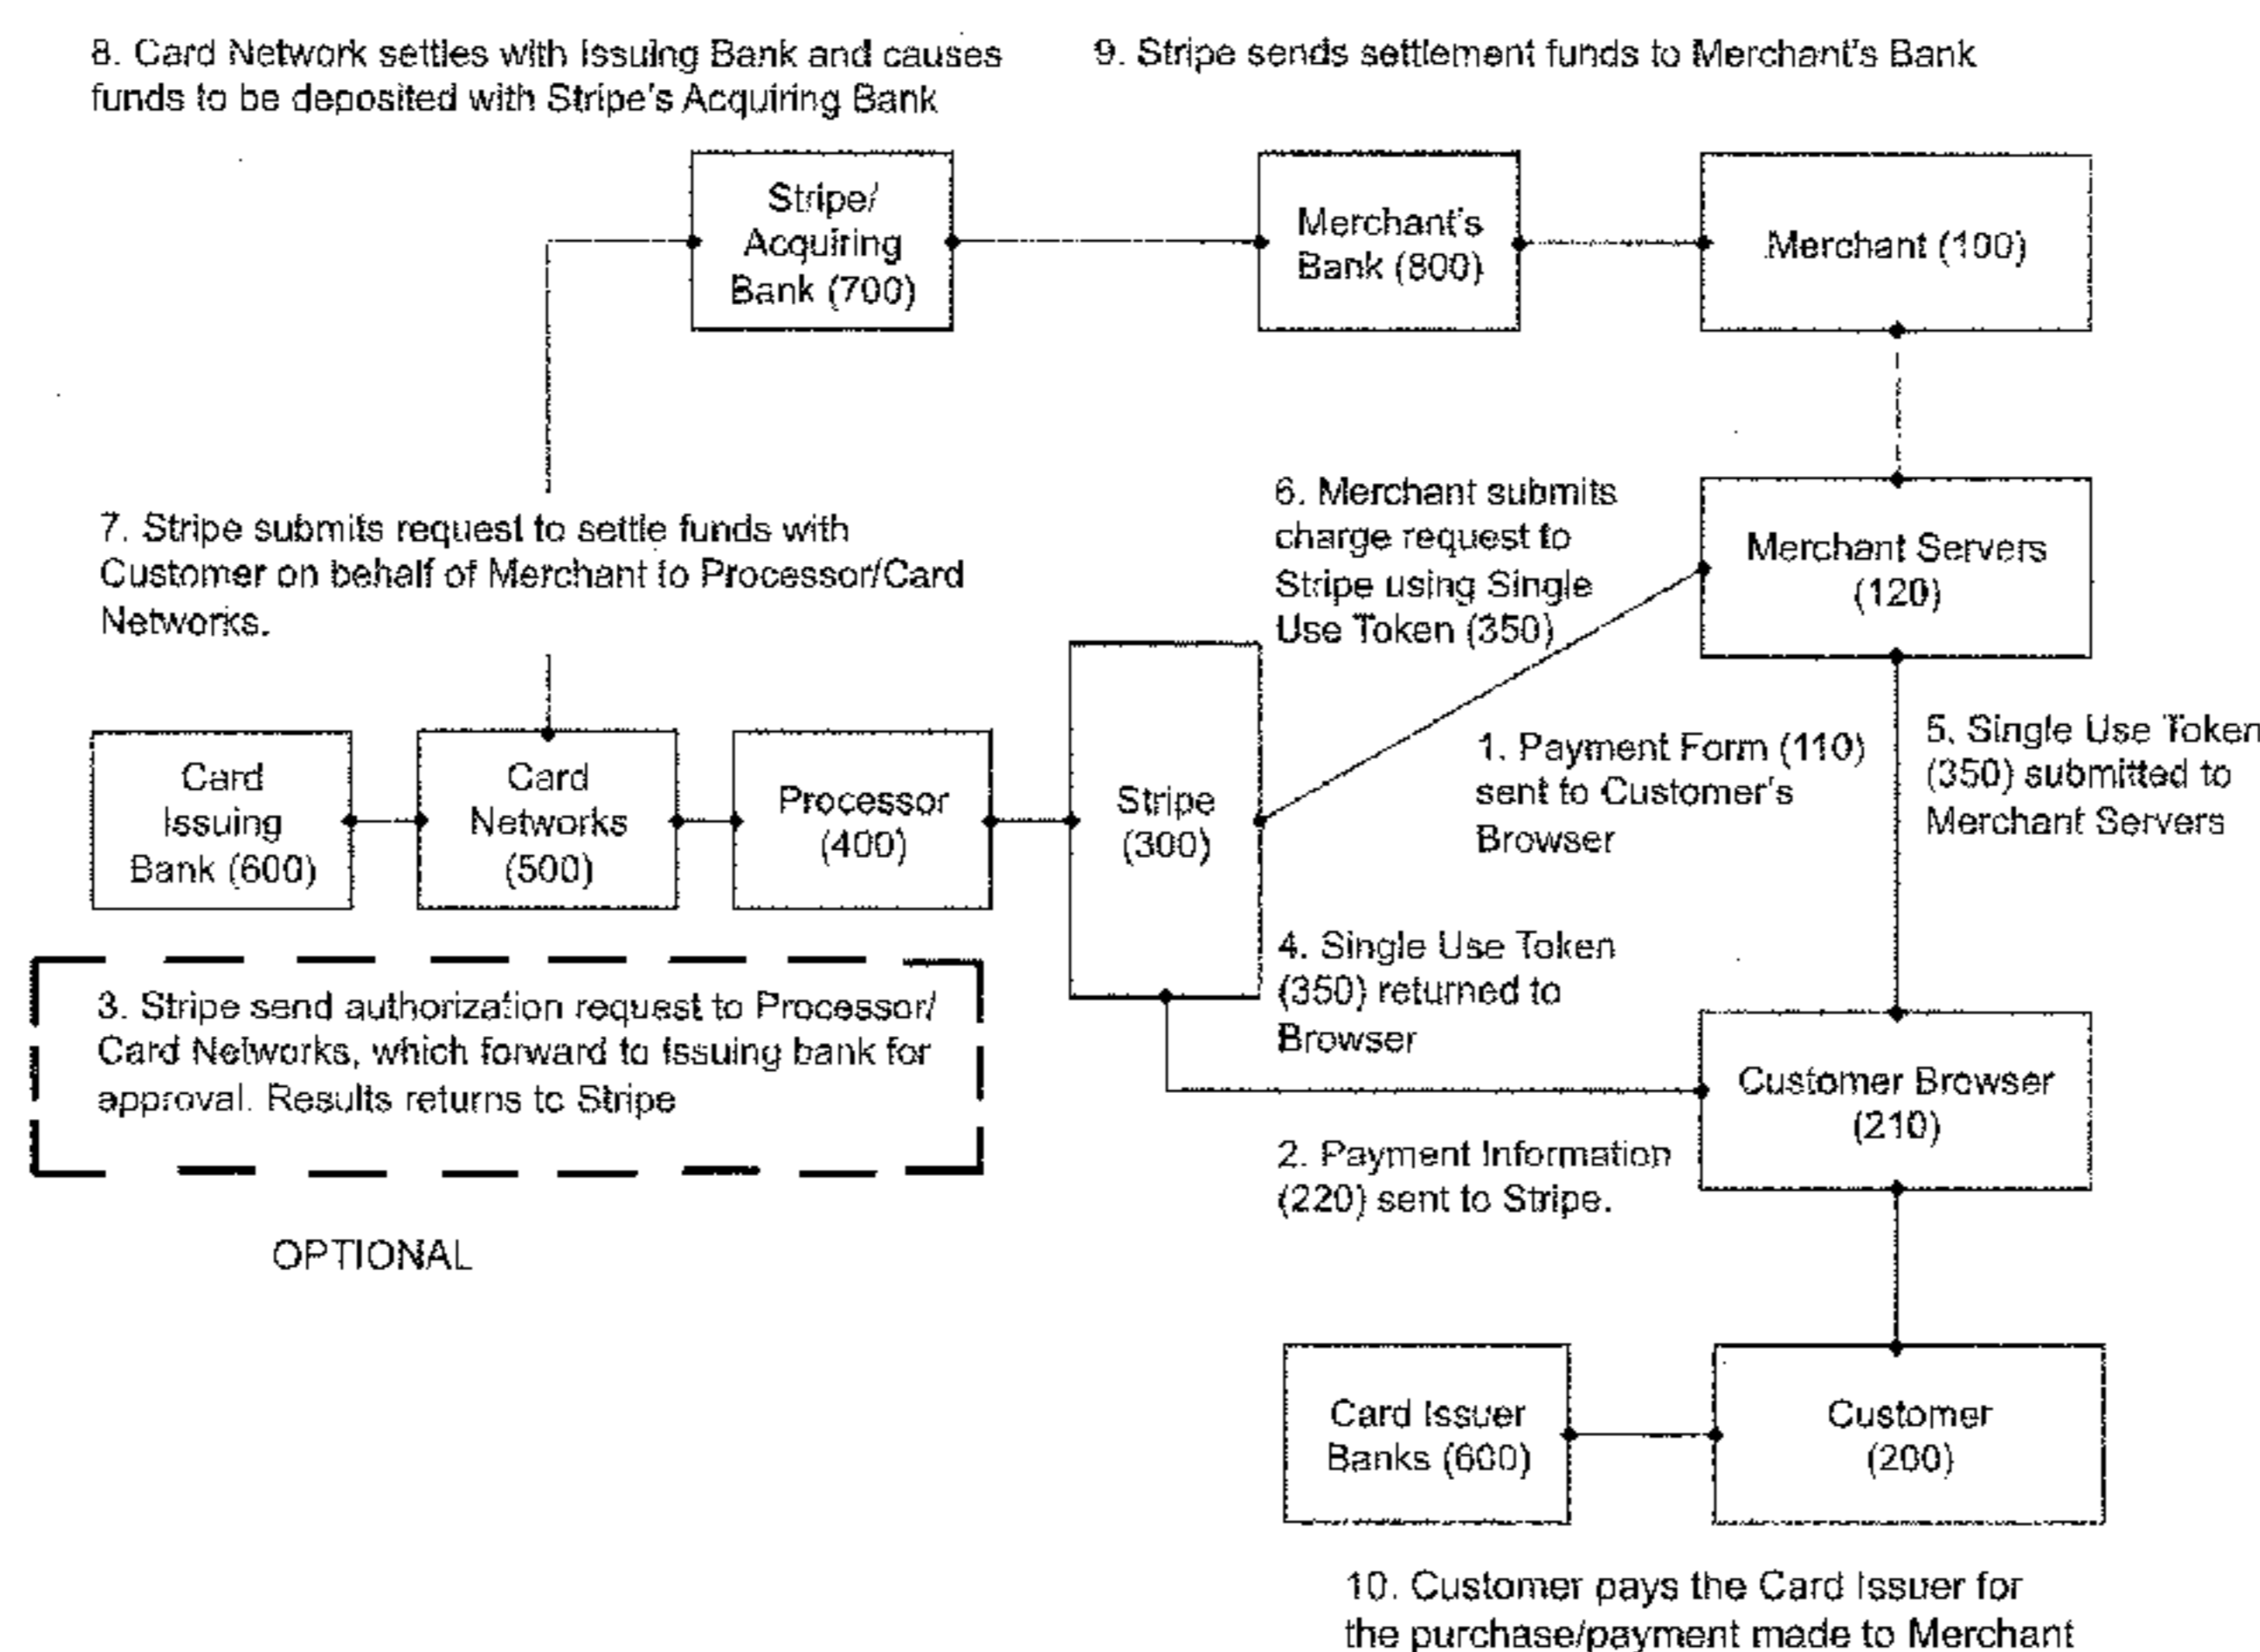 8. Card Network settles with Issuing Bank and causes
funds to be deposited with Stripe's Acquiring Bank
9. Stripe sends settlement funds to Merchant's Bank
Stripe/
Acquiring
Bank (700)
Merchant's
Bank (800)
Merchant (100)
7. Stripe submits request to settle funds with
Customer on behalf of Merchant to Processor/Card
Networks.
6. Merchant submits
charge request to
Stripe using Single
Use Token (350)
Merchant Servers
(120)
Card
Issuing
Bank (600)
Card
Networks
(500)
Processor
(400)
Stripe
(300)
1. Payment Form (110)
sent to Customer's
Browser
5. Single Use Token
(350) submitted to
Merchant Servers
3. Stripe send authorization request to Processor/
Card Networks, which forward to issuing bank for
approval. Results returns to Stripe
OPTIONAL
4. Single Use Token
(350) returned to
Browser
Customer Browser
(210)
2. Payment Information
(220) sent to Stripe.
Card Issuer
Banks (600)
Customer
(200)
10. Customer pays the Card Issuer for
the purchase/payment made to Merchant